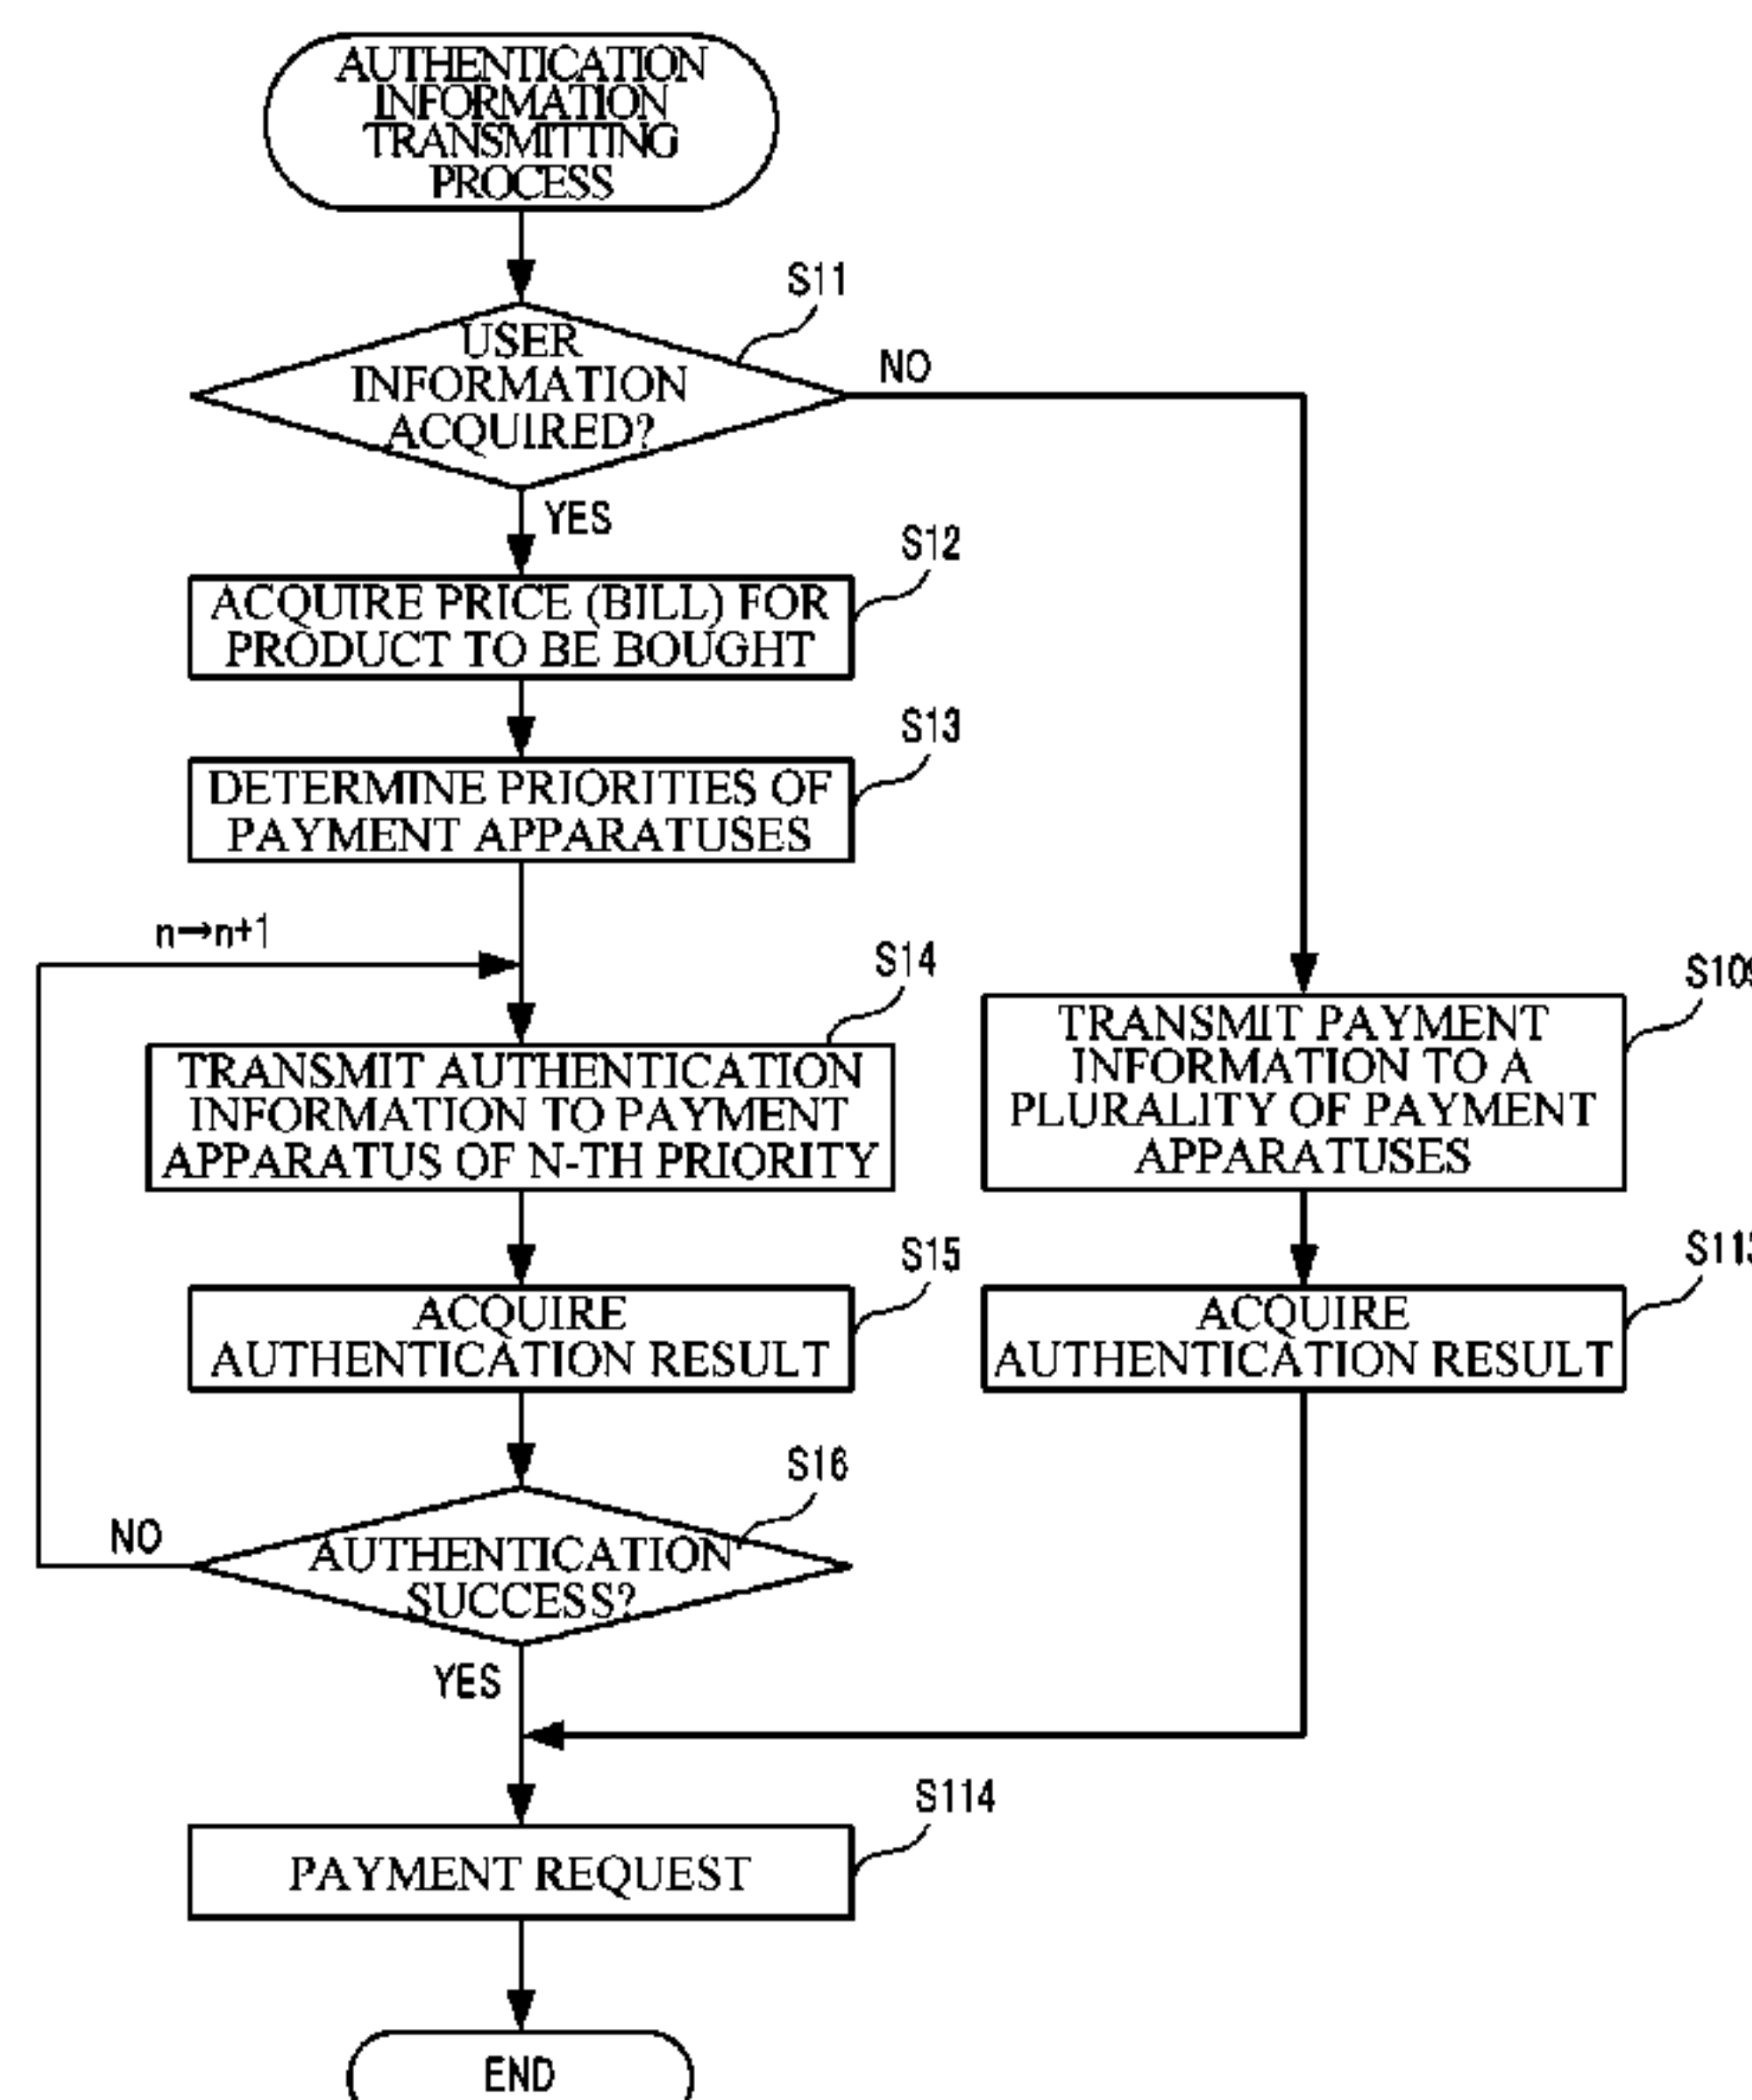 AUTHENTICATION
INFORMATION
TRANSMITTING
PROCESS
S11
USER
INFORMATION
ACQUIRED?
NO
YES
S12
ACQUIRE PRICE (BILL) FOR
PRODUCT TO BE BOUGHT
S13
DETERMINE PRIORITIES OF
PAYMENT APPARATUSES
n→n+1
S14
TRANSMIT AUTHENTICATION
INFORMATION TO PAYMENT
APPARATUS OF N-TH PRIORITY
S109
TRANSMIT PAYMENT
INFORMATION TO A
PLURALITY OF PAYMENT
APPARATUSES
S15
ACQUIRE
AUTHENTICATION RESULT
S113
ACQUIRE
AUTHENTICATION RESULT
S16
AUTHENTICATION
SUCCESS?
NO
YES
S114
PAYMENT REQUEST
END